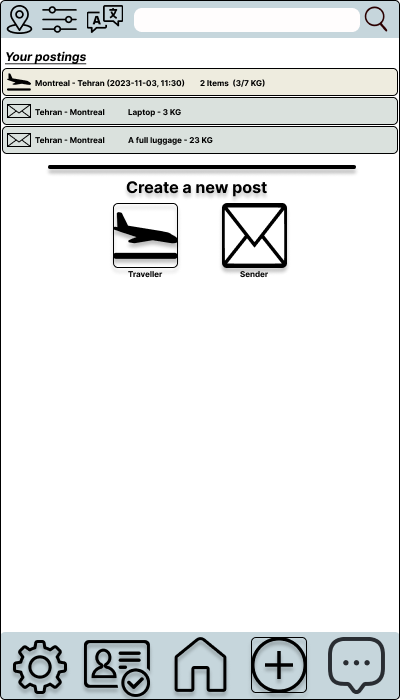 A 文
Your postings
Montreal - Tehran (2023-11-03, 11:30) 2 Items (3/7 KG)
Tehran - Montreal Laptop - 3 KG
Tehran - Montreal A full luggage - 23 KG
Create a new post
Traveller Sender